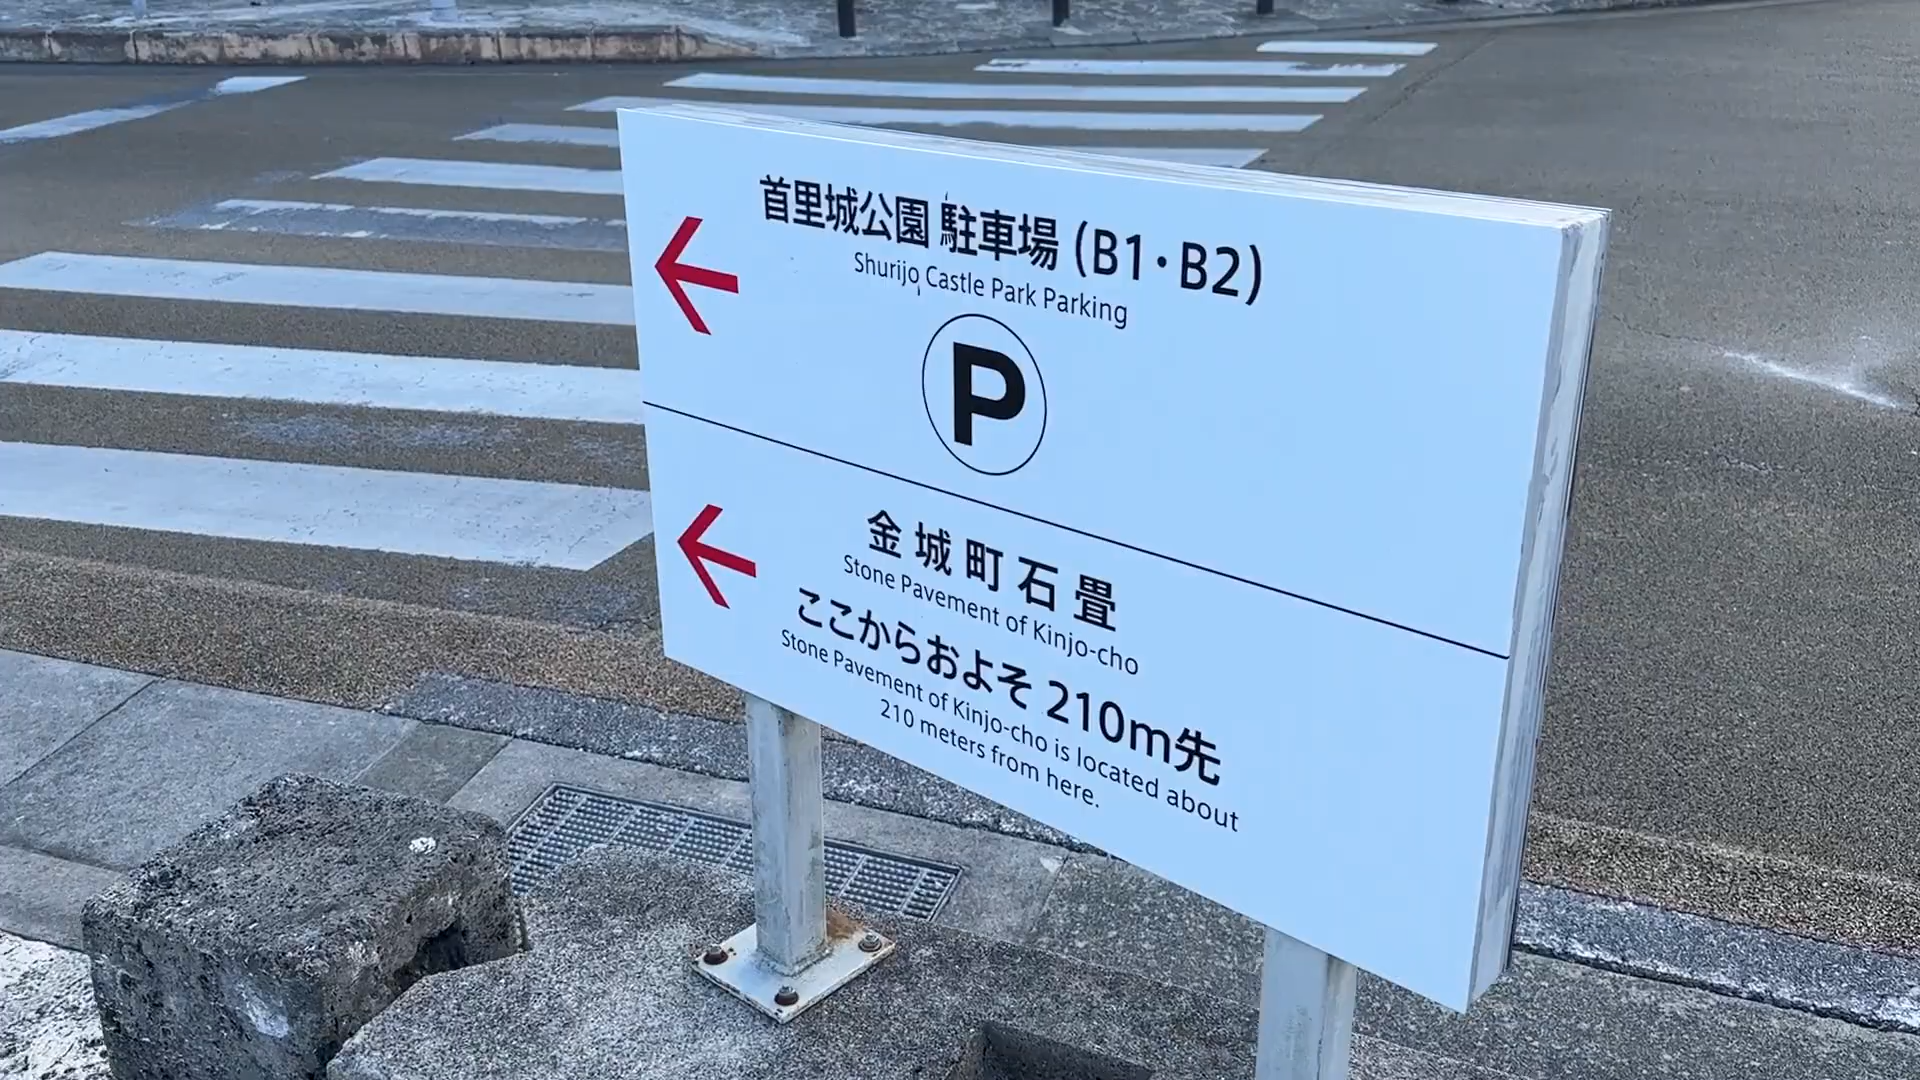 首里城公園 駐車場 (B1・B2)
Shurijo Castle Park Parking
P
金城町石畳
Stone Pavement of Kinjo-cho
ここからおよそ 210m先
Stone Pavement of Kinjo-cho is located about
210 meters from here.